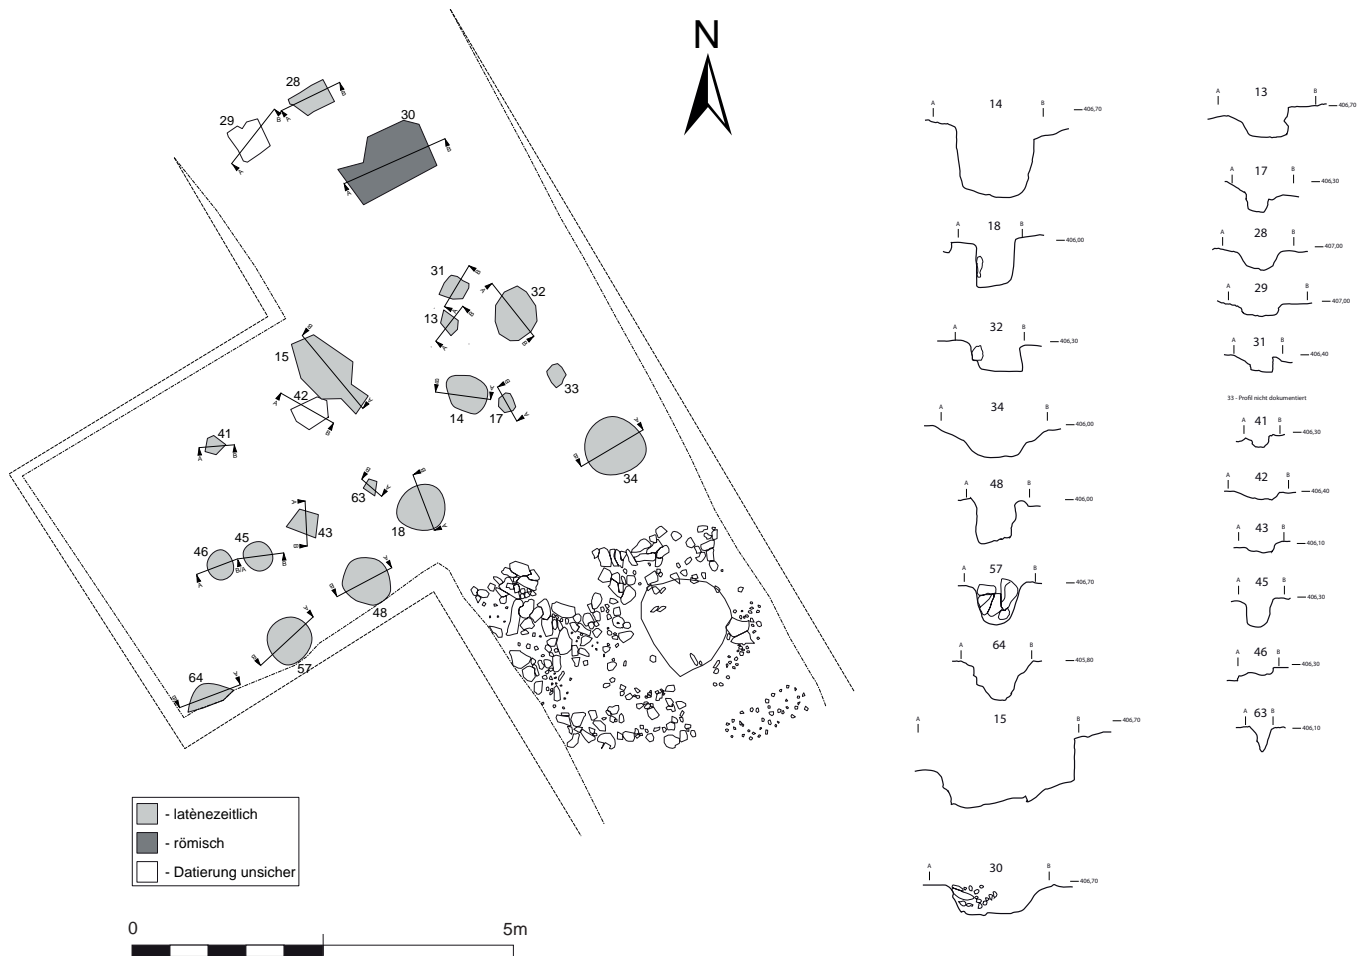 N
28
29
30
31
32
13
15
33
42
14
17
41
34
63
18
43
46
45
48
57
64
A
B
B/A
- latènezeitlich
- römisch
- Datierung unsicher
0
5m
14
A
B
406,70
18
A
B
406,00
32
A
B
406,30
34
A
B
406,00
48
A
B
406,00
57
A
B
406,70
64
A
B
405,80
15
A
B
406,70
30
A
B
406,70
13
A
B
406,70
17
A
B
406,30
28
A
B
407,00
29
A
B
407,00
31
A
B
406,40
33 - Profil nicht dokumentiert
41
A
B
406,30
42
A
B
406,40
43
A
B
406,10
45
A
B
406,30
46
A
B
406,30
63
A
B
406,10